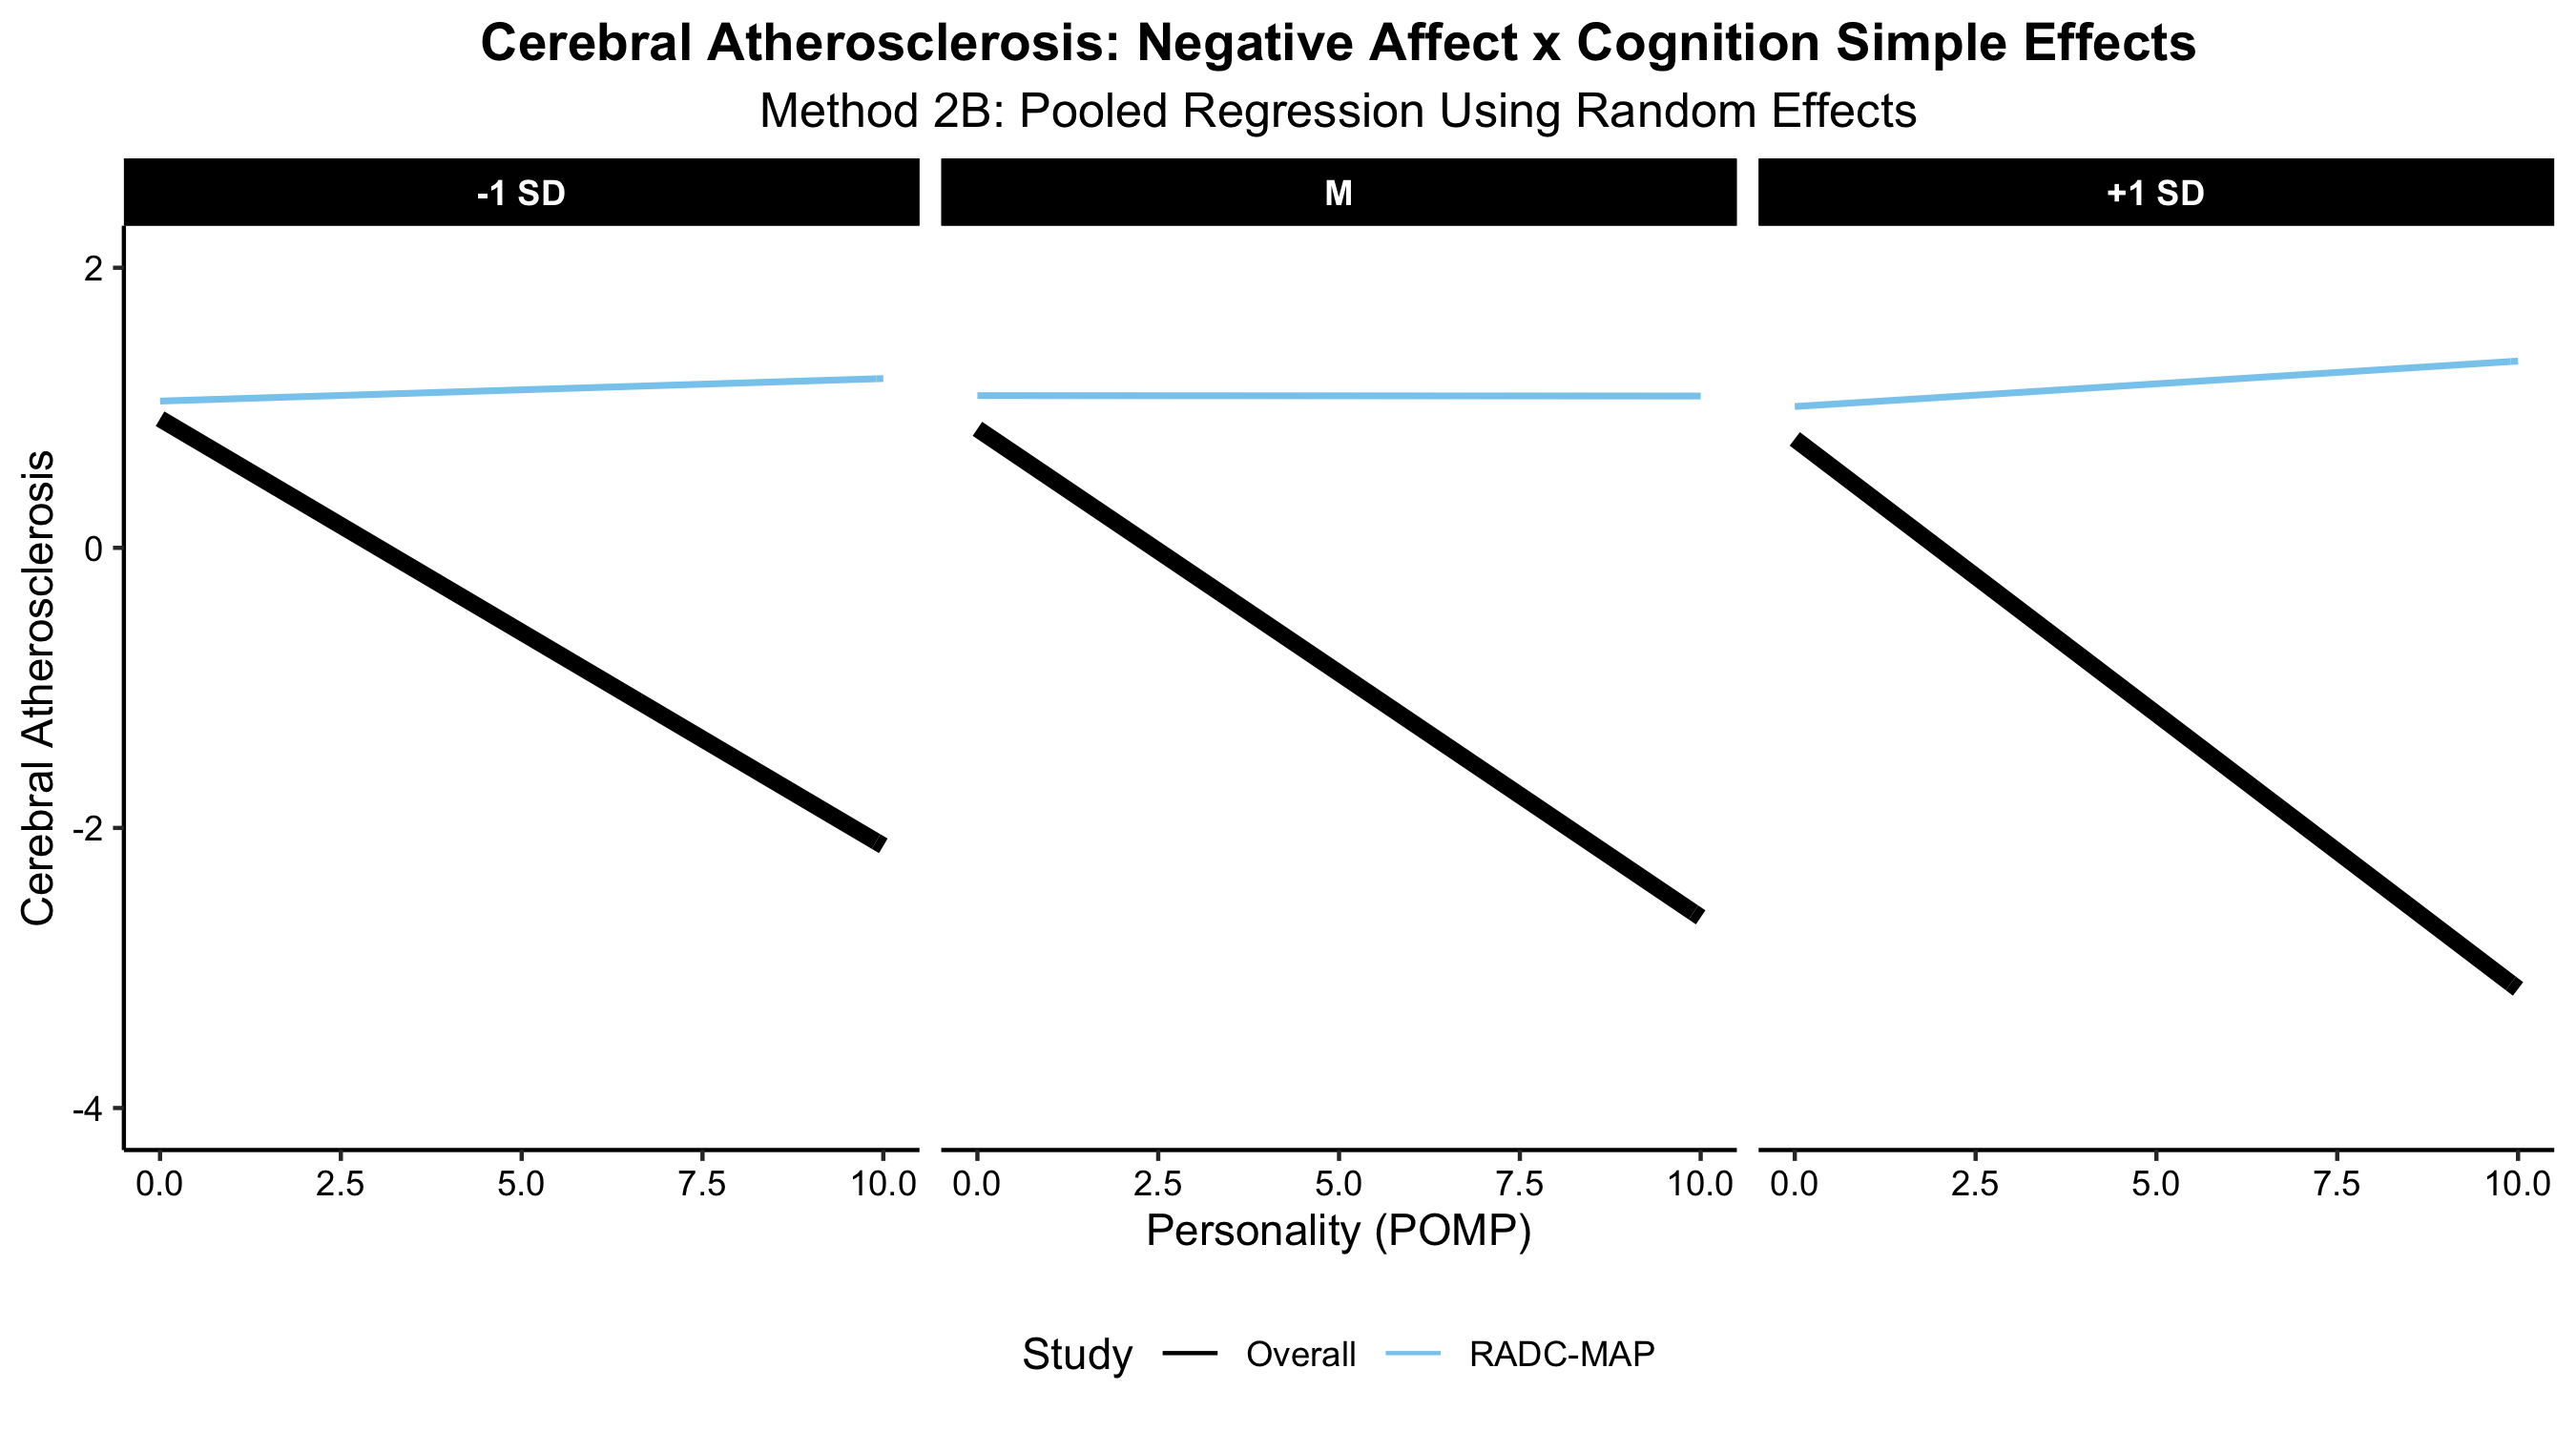 Cerebral Atherosclerosis: Negative Affect x Cognition Simple Effects
Method 2B: Pooled Regression Using Random Effects
-1 SD
M
+1 SD
Cerebral Atherosclerosis
2
0
-2
-4
0.0 2.5 5.0 7.5 10.0
0.0 2.5 5.0 7.5 10.0
0.0 2.5 5.0 7.5 10.0
Personality (POMP)
Study Overall RADC-MAP